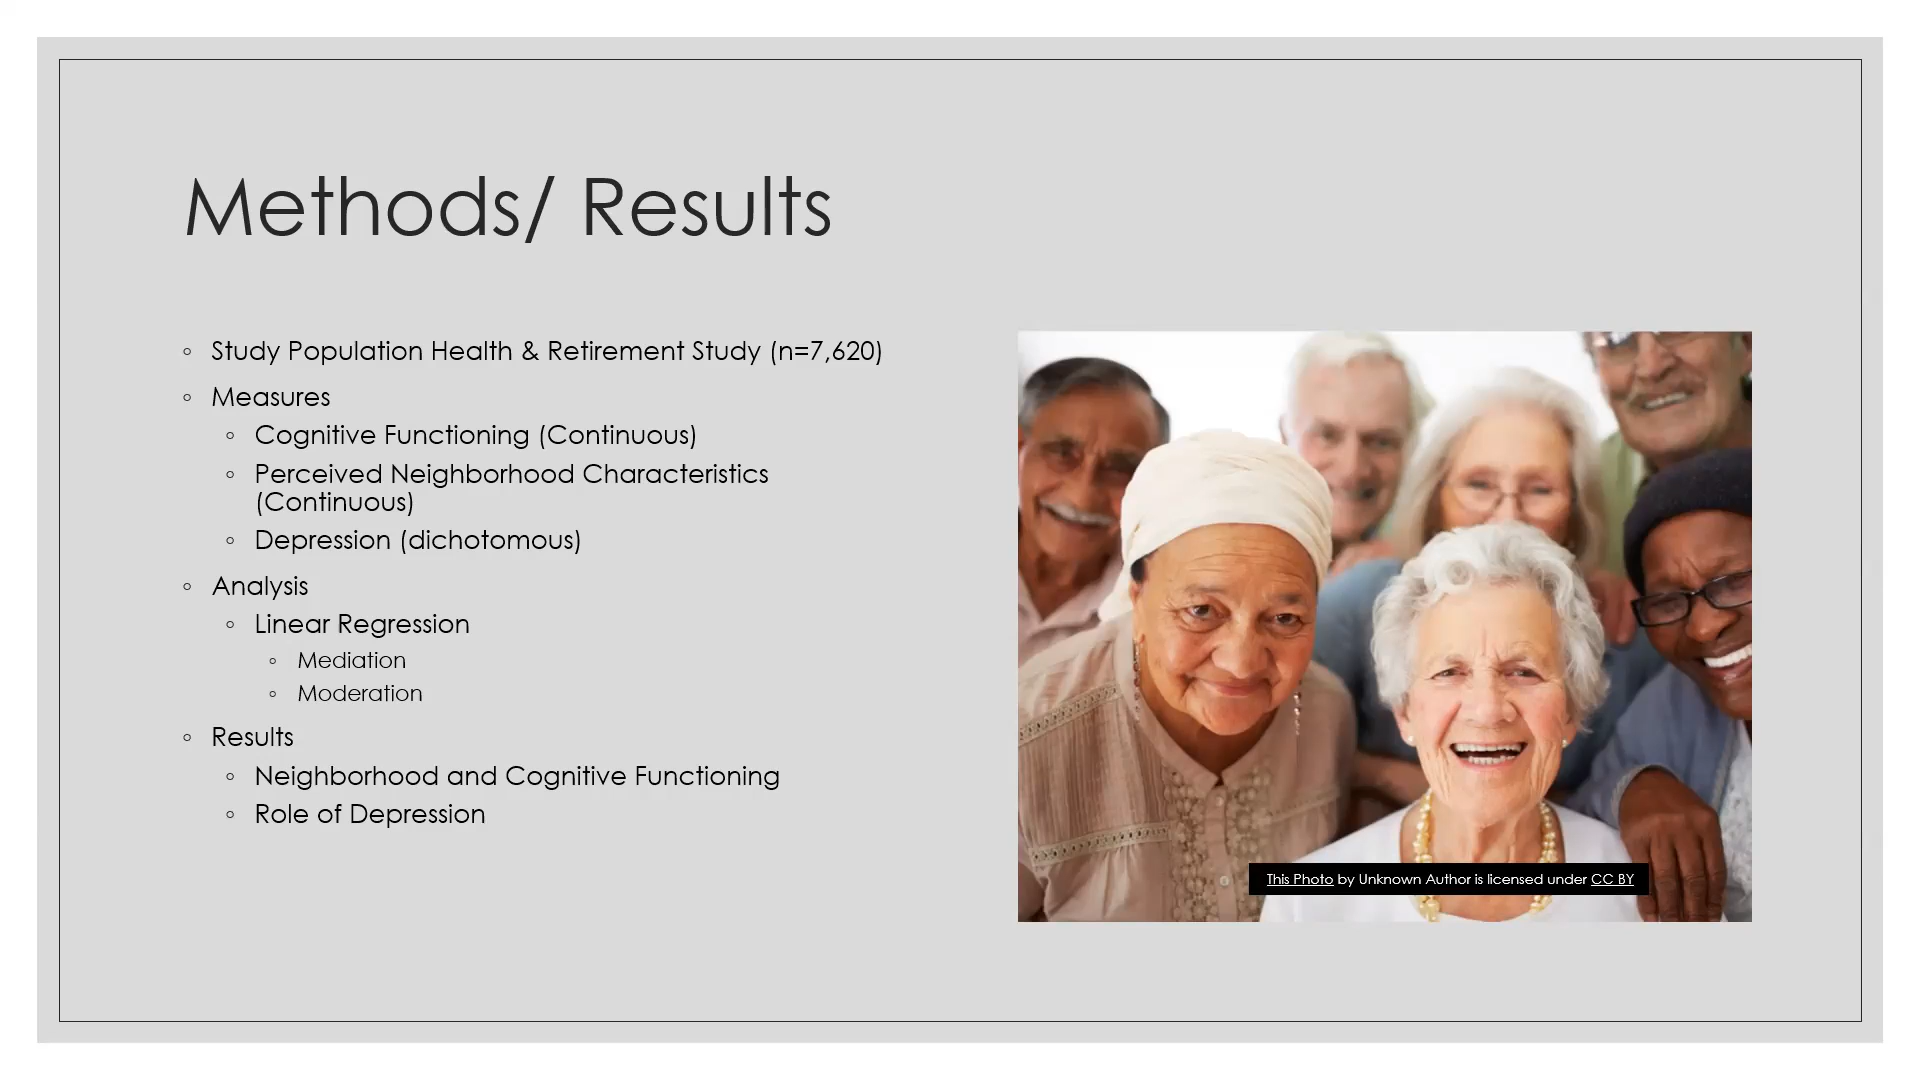 Methods/ Results
◦ Study Population Health & Retirement Study (n=7,620)
◦ Measures
◦ Cognitive Functioning (Continuous)
◦ Perceived Neighborhood Characteristics
(Continuous)
◦ Depression (dichotomous)
◦ Analysis
◦ Linear Regression
◦ Mediation
◦ Moderation
◦ Results
◦ Neighborhood and Cognitive Functioning
◦ Role of Depression
This Photo by Unknown Author is licensed under CC BY